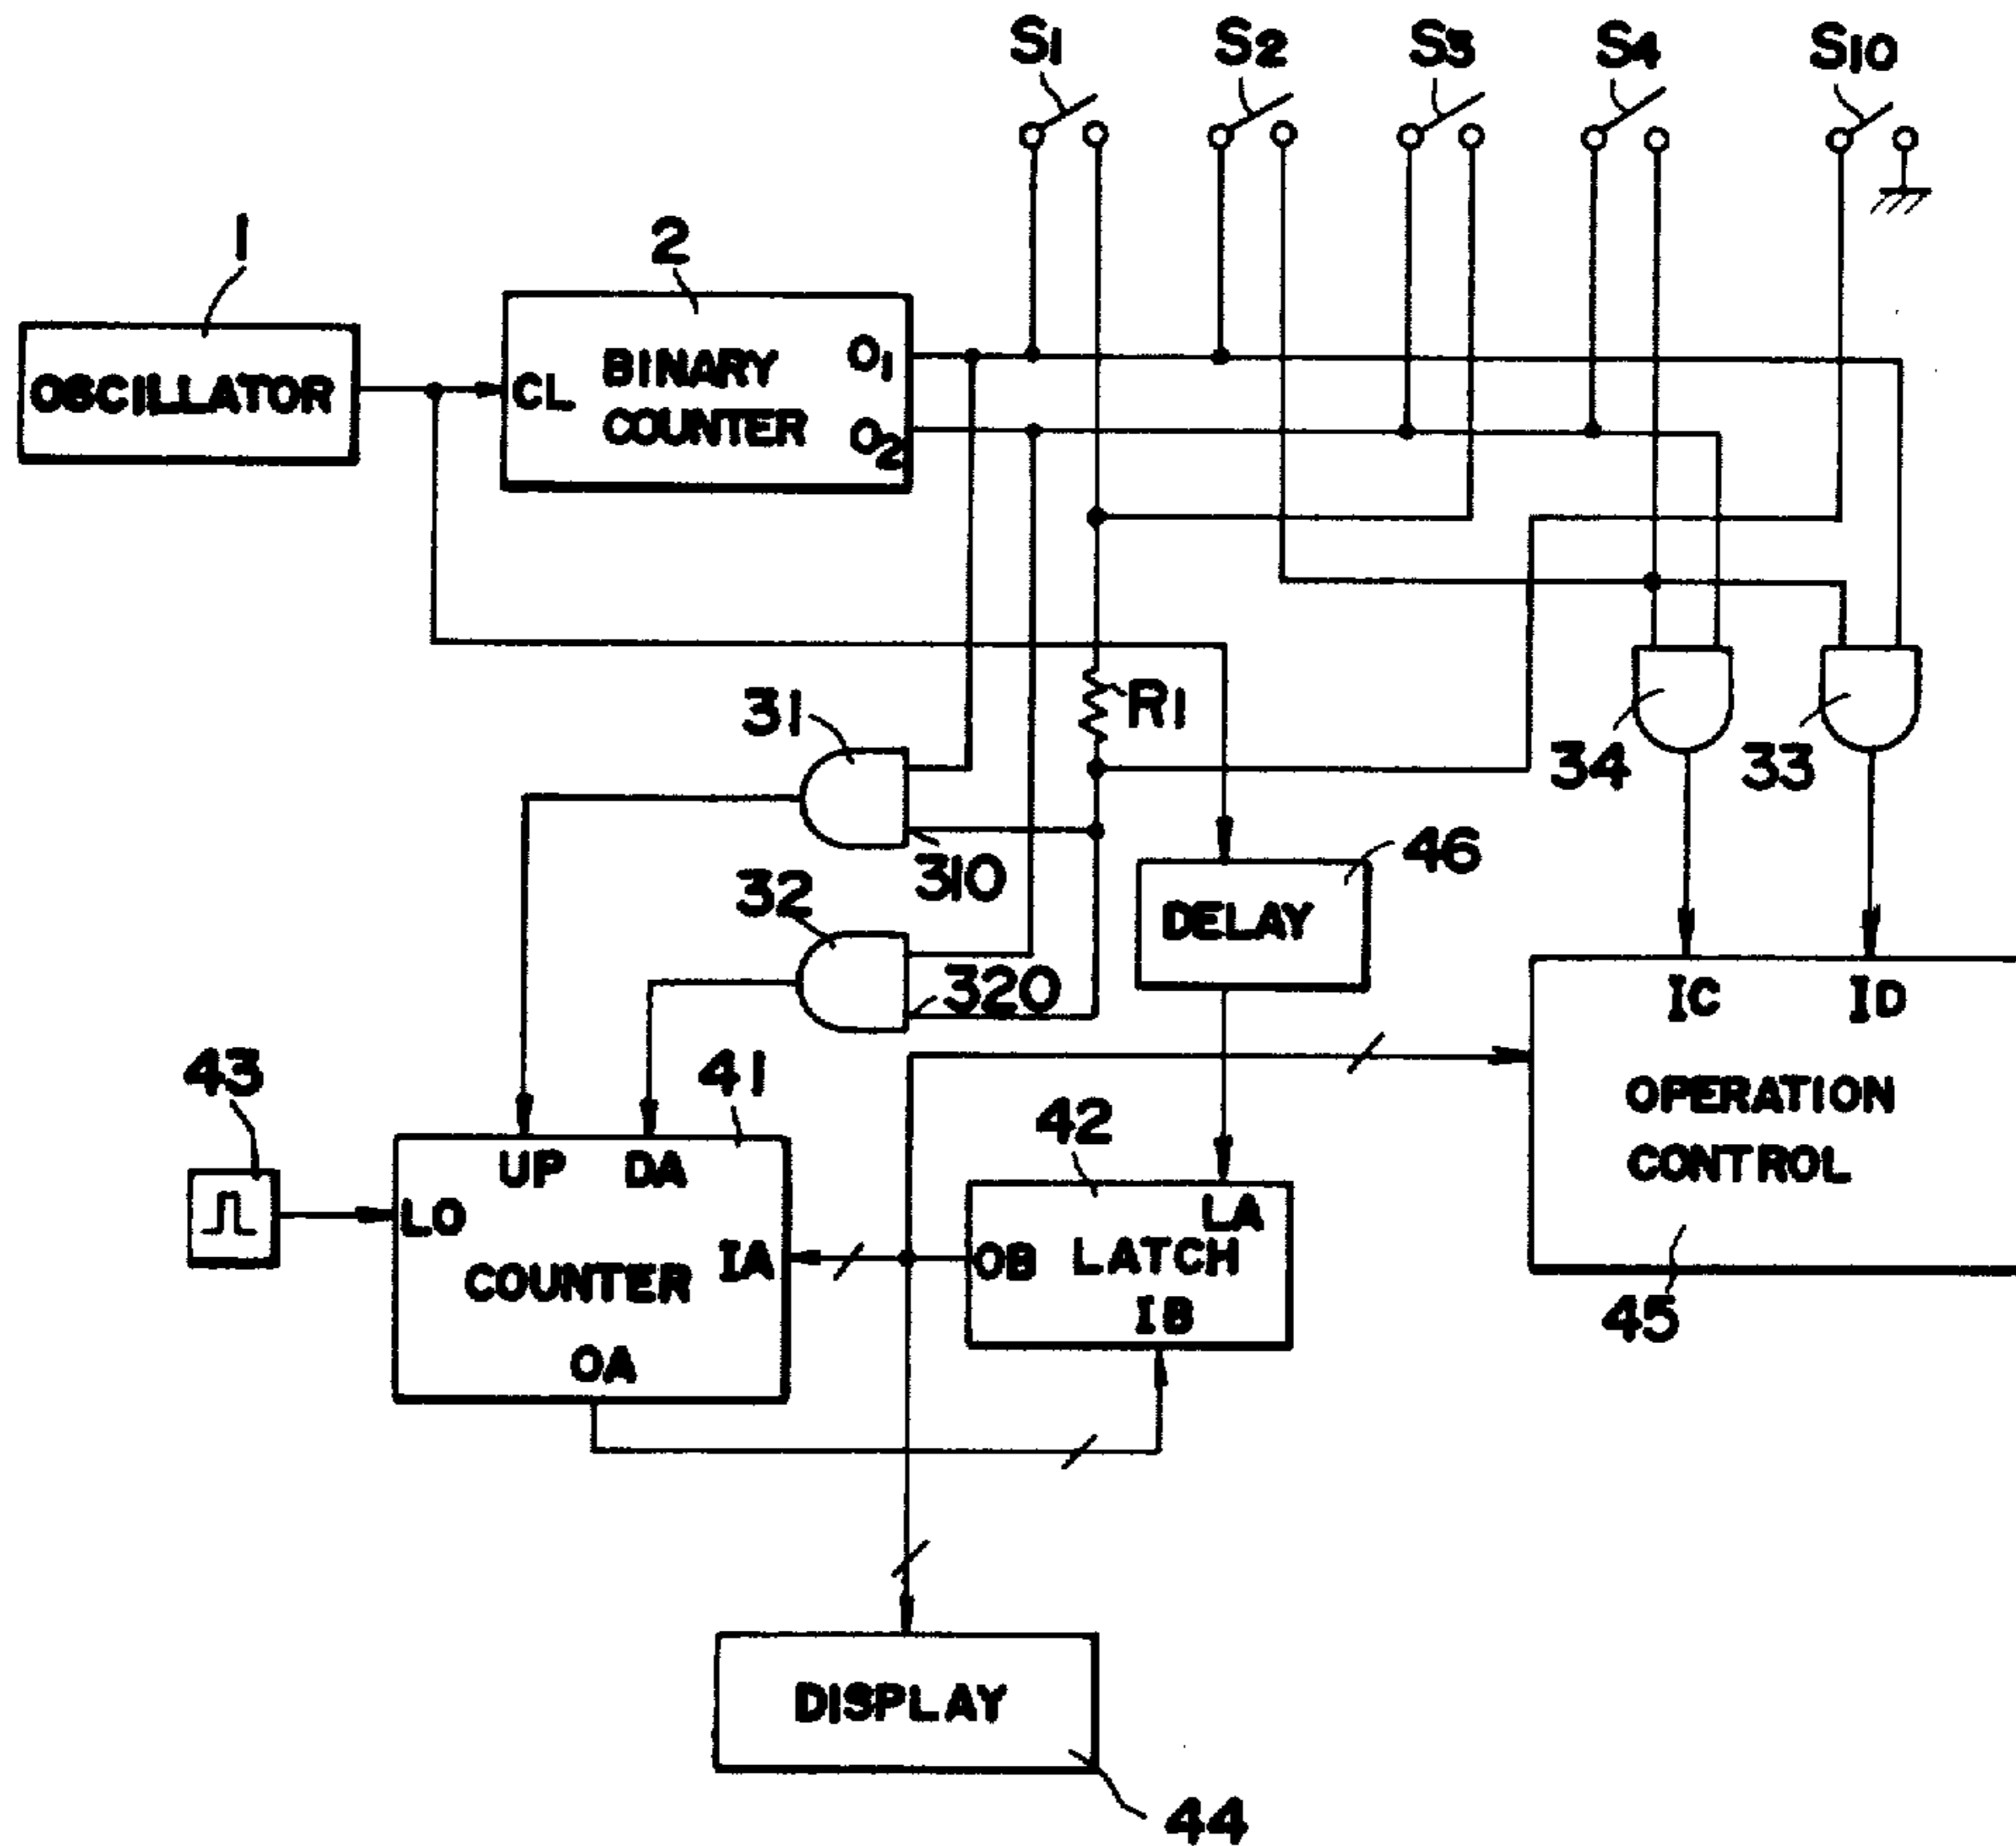 S1
S2
S3
S4
S10
1
2
OSCILLATOR
CL
BINARY
COUNTER
O1
O2
R1
31
310
32
320
34
33
46
DELAY
IC
ID
OPERATION
CONTROL
45
43
41
UP
DA
LO
IA
COUNTER
OA
42
LA
OB
LATCH
IB
DISPLAY
44